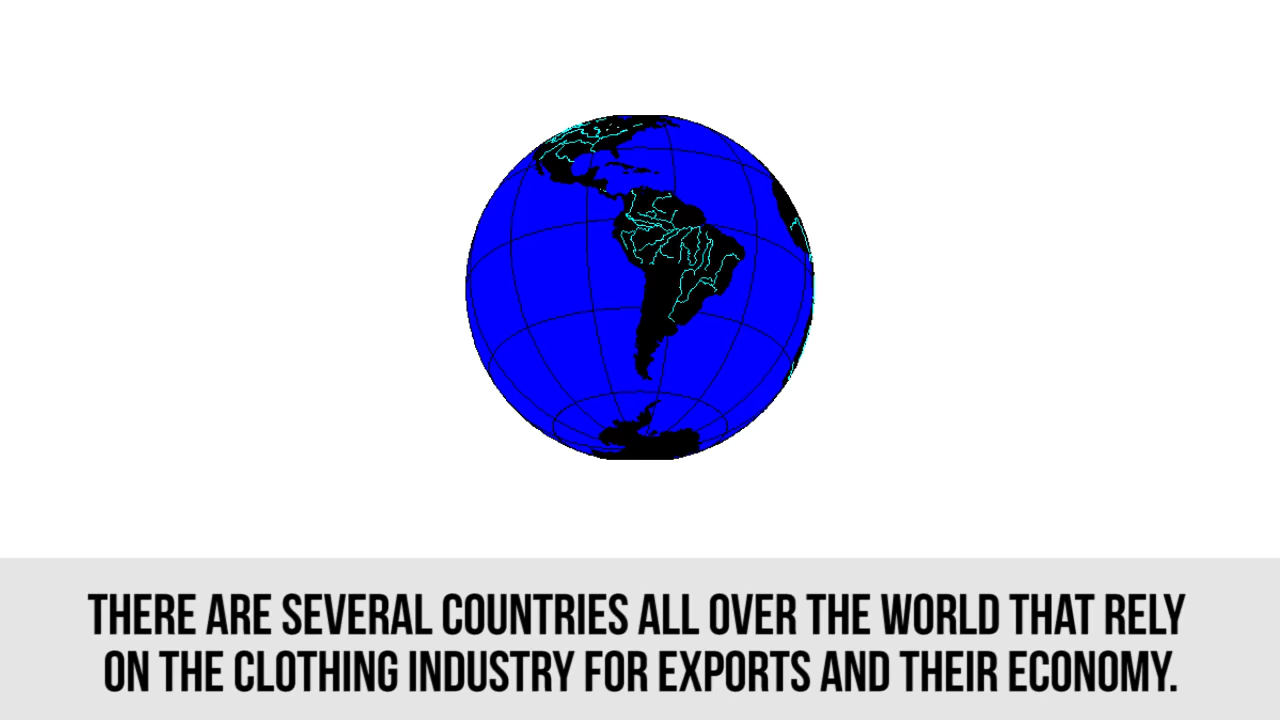 THERE ARE SEVERAL COUNTRIES ALL OVER THE WORLD THAT RELY
ON THE CLOTHING INDUSTRY FOR EXPORTS AND THEIR ECONOMY.